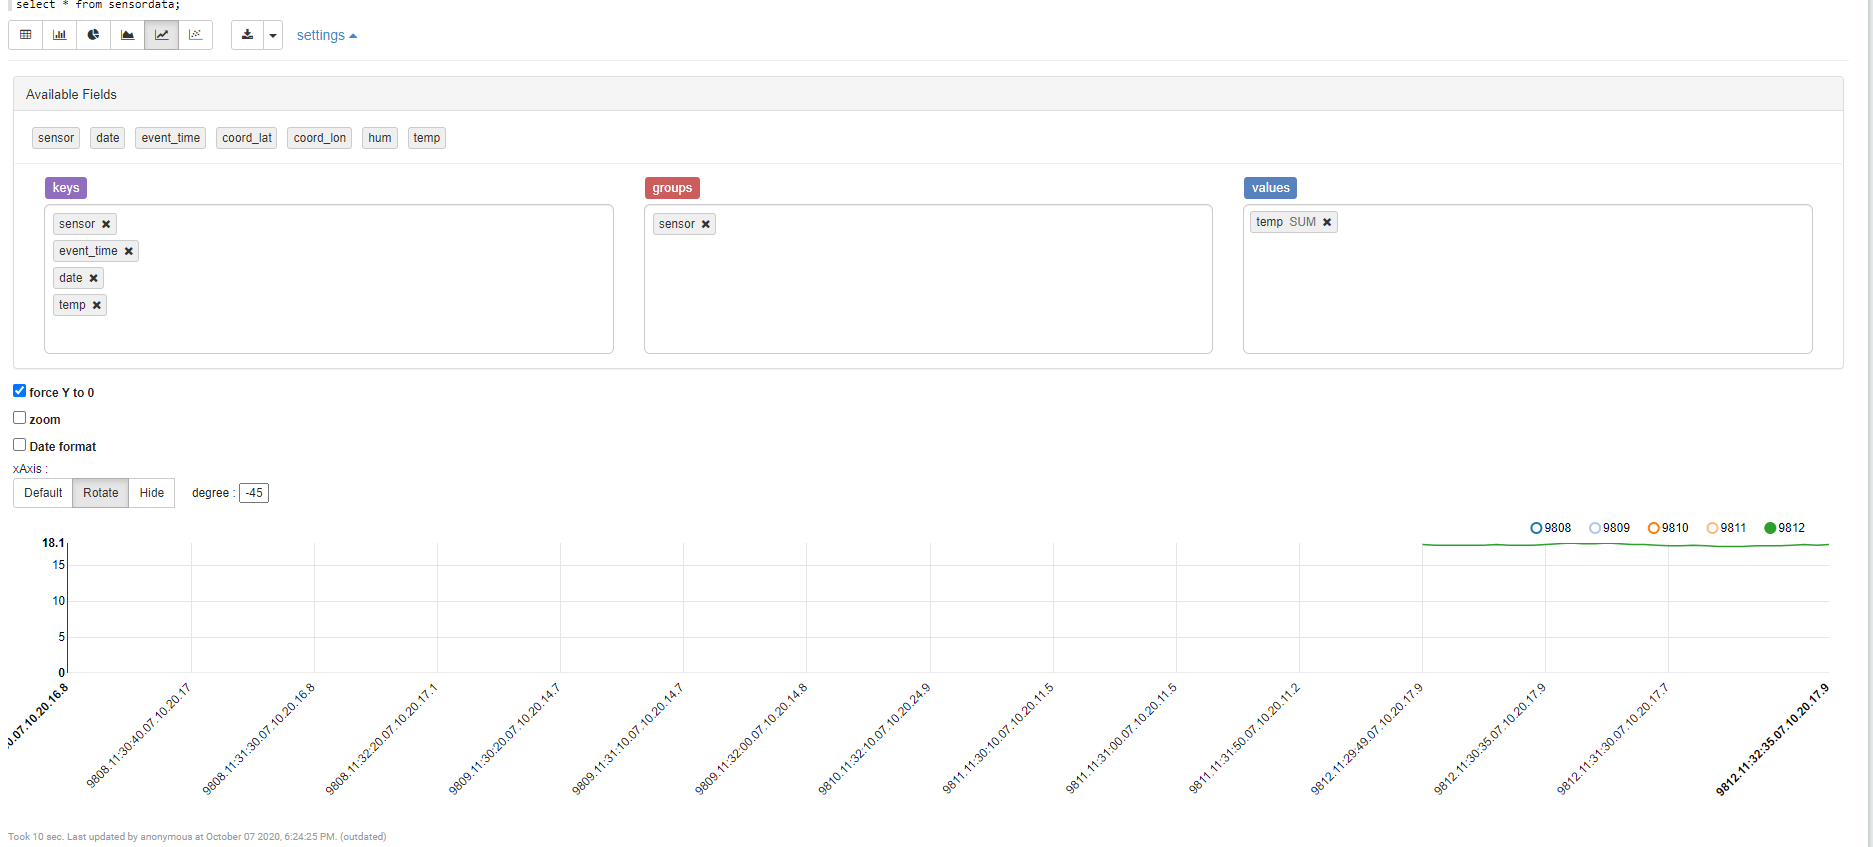 select * from sensordata;
settings
Available Fields
sensor date event_time coord_lat coord_lon hum temp
keys groups values
sensor ✖ sensor ✖ temp SUM ✖
event_time ✖
date ✖
temp ✖
force Y to 0
zoom
Date format
xAxis :
Default Rotate Hide degree : -45
9808 9809 9810 9811 9812
18.1
15
10
5
0
0.07.10.20.16.8
9808.11:30:40.07.10.20.17
9808.11:31:30.07.10.20.16.8
9808.11:32:20.07.10.20.17.1
9809.11:30:20.07.10.20.14.7
9809.11:31:10.07.10.20.14.7
9809.11:32:00.07.10.20.14.8
9810.11:32:10.07.10.20.24.9
9811.11:30:10.07.10.20.11.5
9811.11:31:00.07.10.20.11.5
9811.11:31:50.07.10.20.11.2
9812.11:29:49.07.10.20.17.9
9812.11:30:35.07.10.20.17.9
9812.11:31:30.07.10.20.17.7
9812.11:32:35.07.10.20.17.9
Took 10 sec. Last updated by anonymous at October 07 2020, 6:24:25 PM. (outdated)